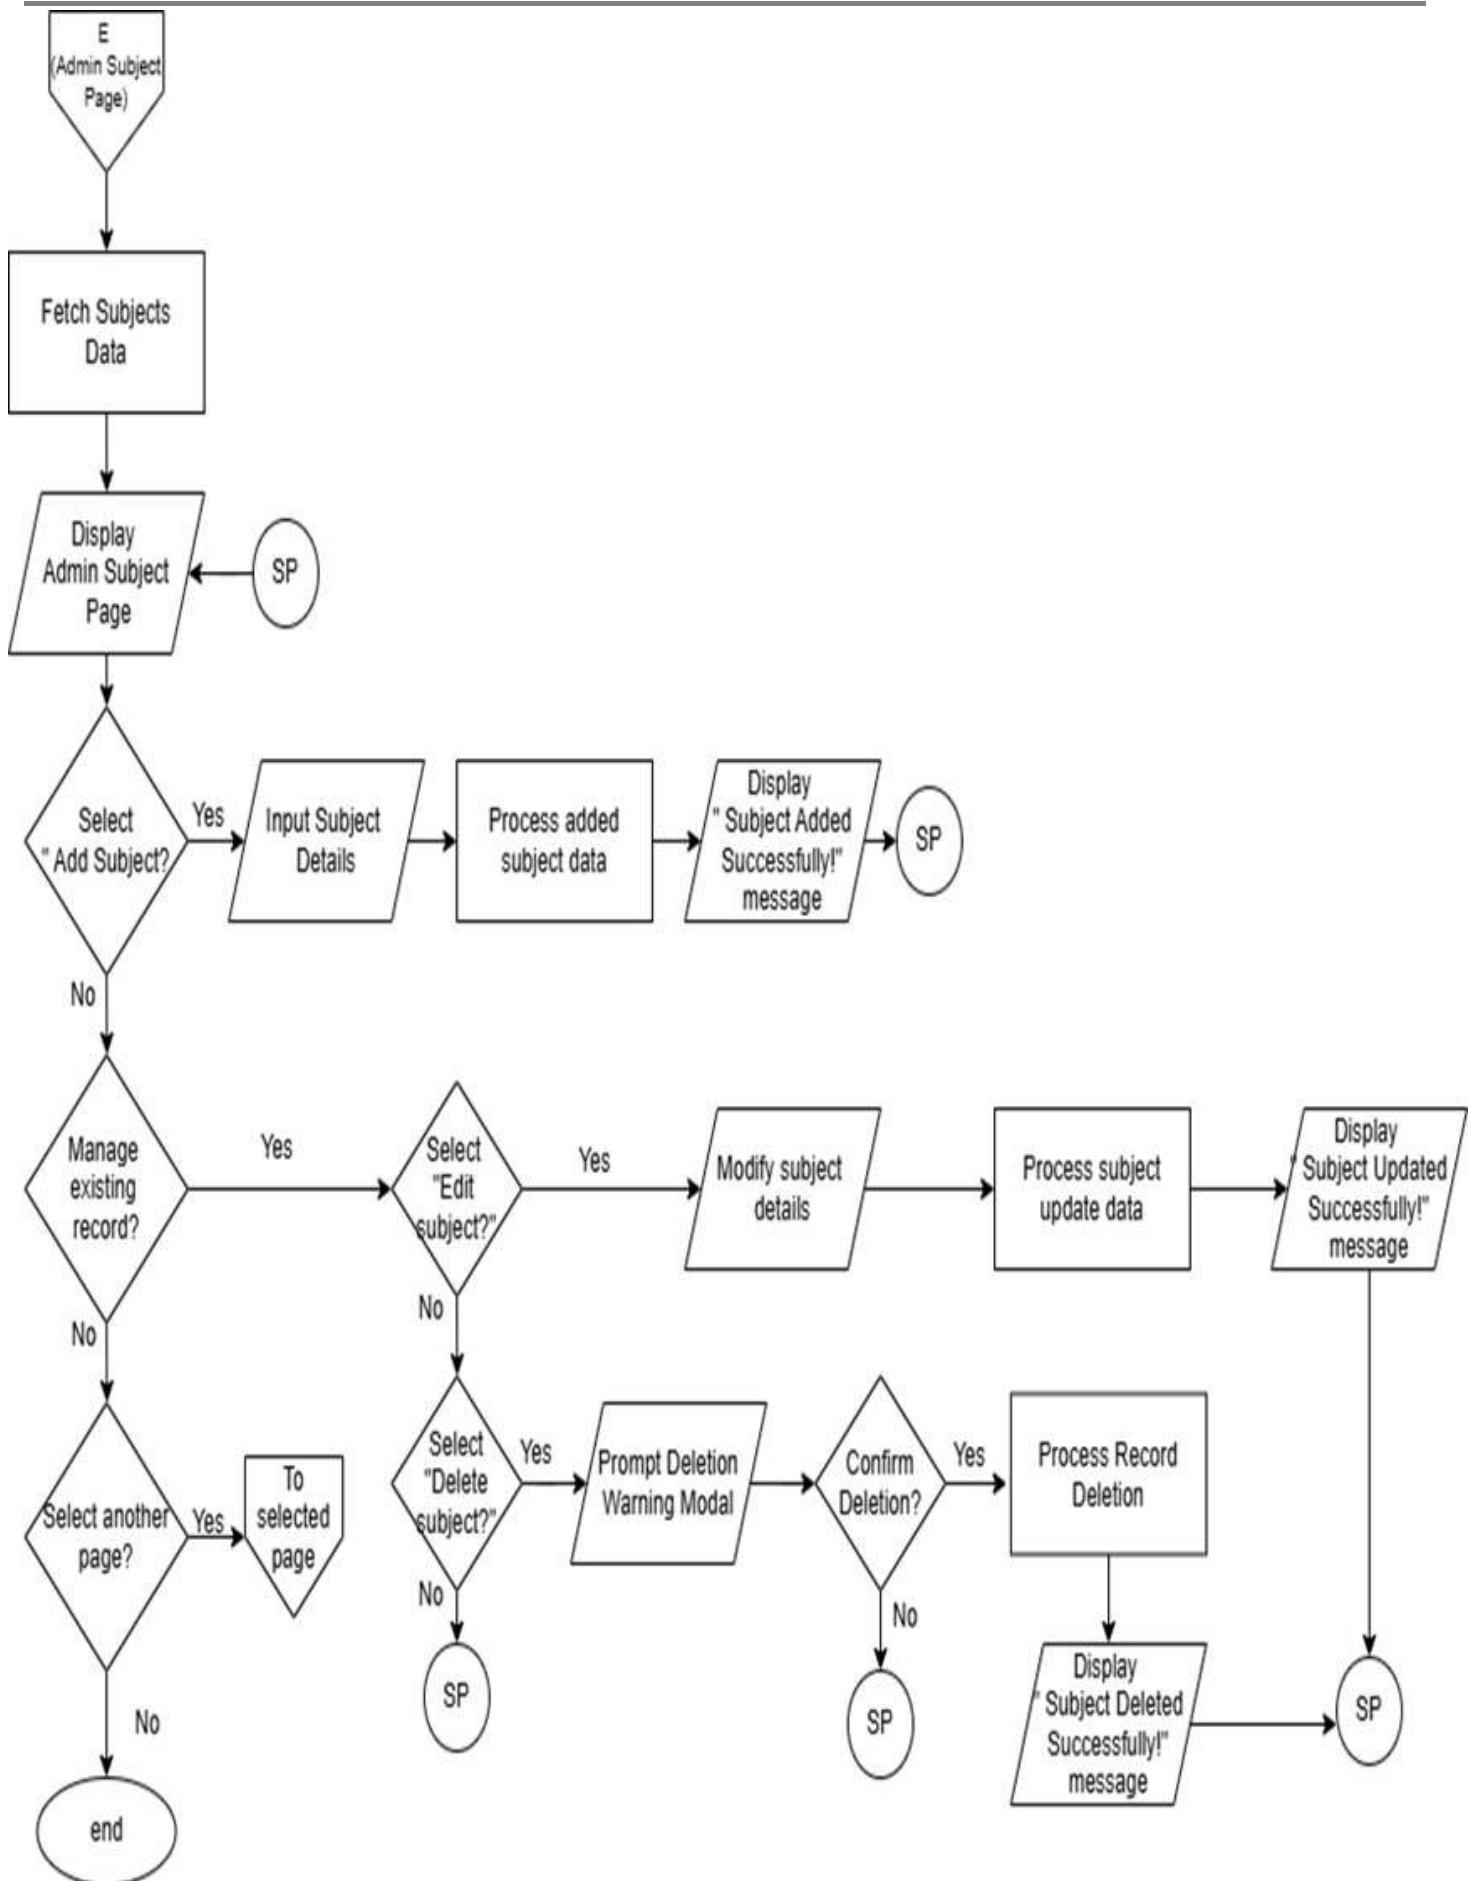 E
(Admin Subject
Page)
Fetch Subjects
Data
Display
Admin Subject
Page
SP
Select
" Add Subject?
Yes
Input Subject
Details
Process added
subject data
Display
" Subject Added
Successfully!"
message
SP
No
Manage
existing
record?
Yes
Select
"Edit
subject?"
Yes
Modify subject
details
Process subject
update data
Display
" Subject Updated
Successfully!"
message
No
No
Select another
page?
Yes
To
selected
page
Select
"Delete
subject?"
Yes
Prompt Deletion
Warning Modal
Confirm
Deletion?
Yes
Process Record
Deletion
No
SP
No
SP
Display
" Subject Deleted
Successfully!"
message
SP
No
end